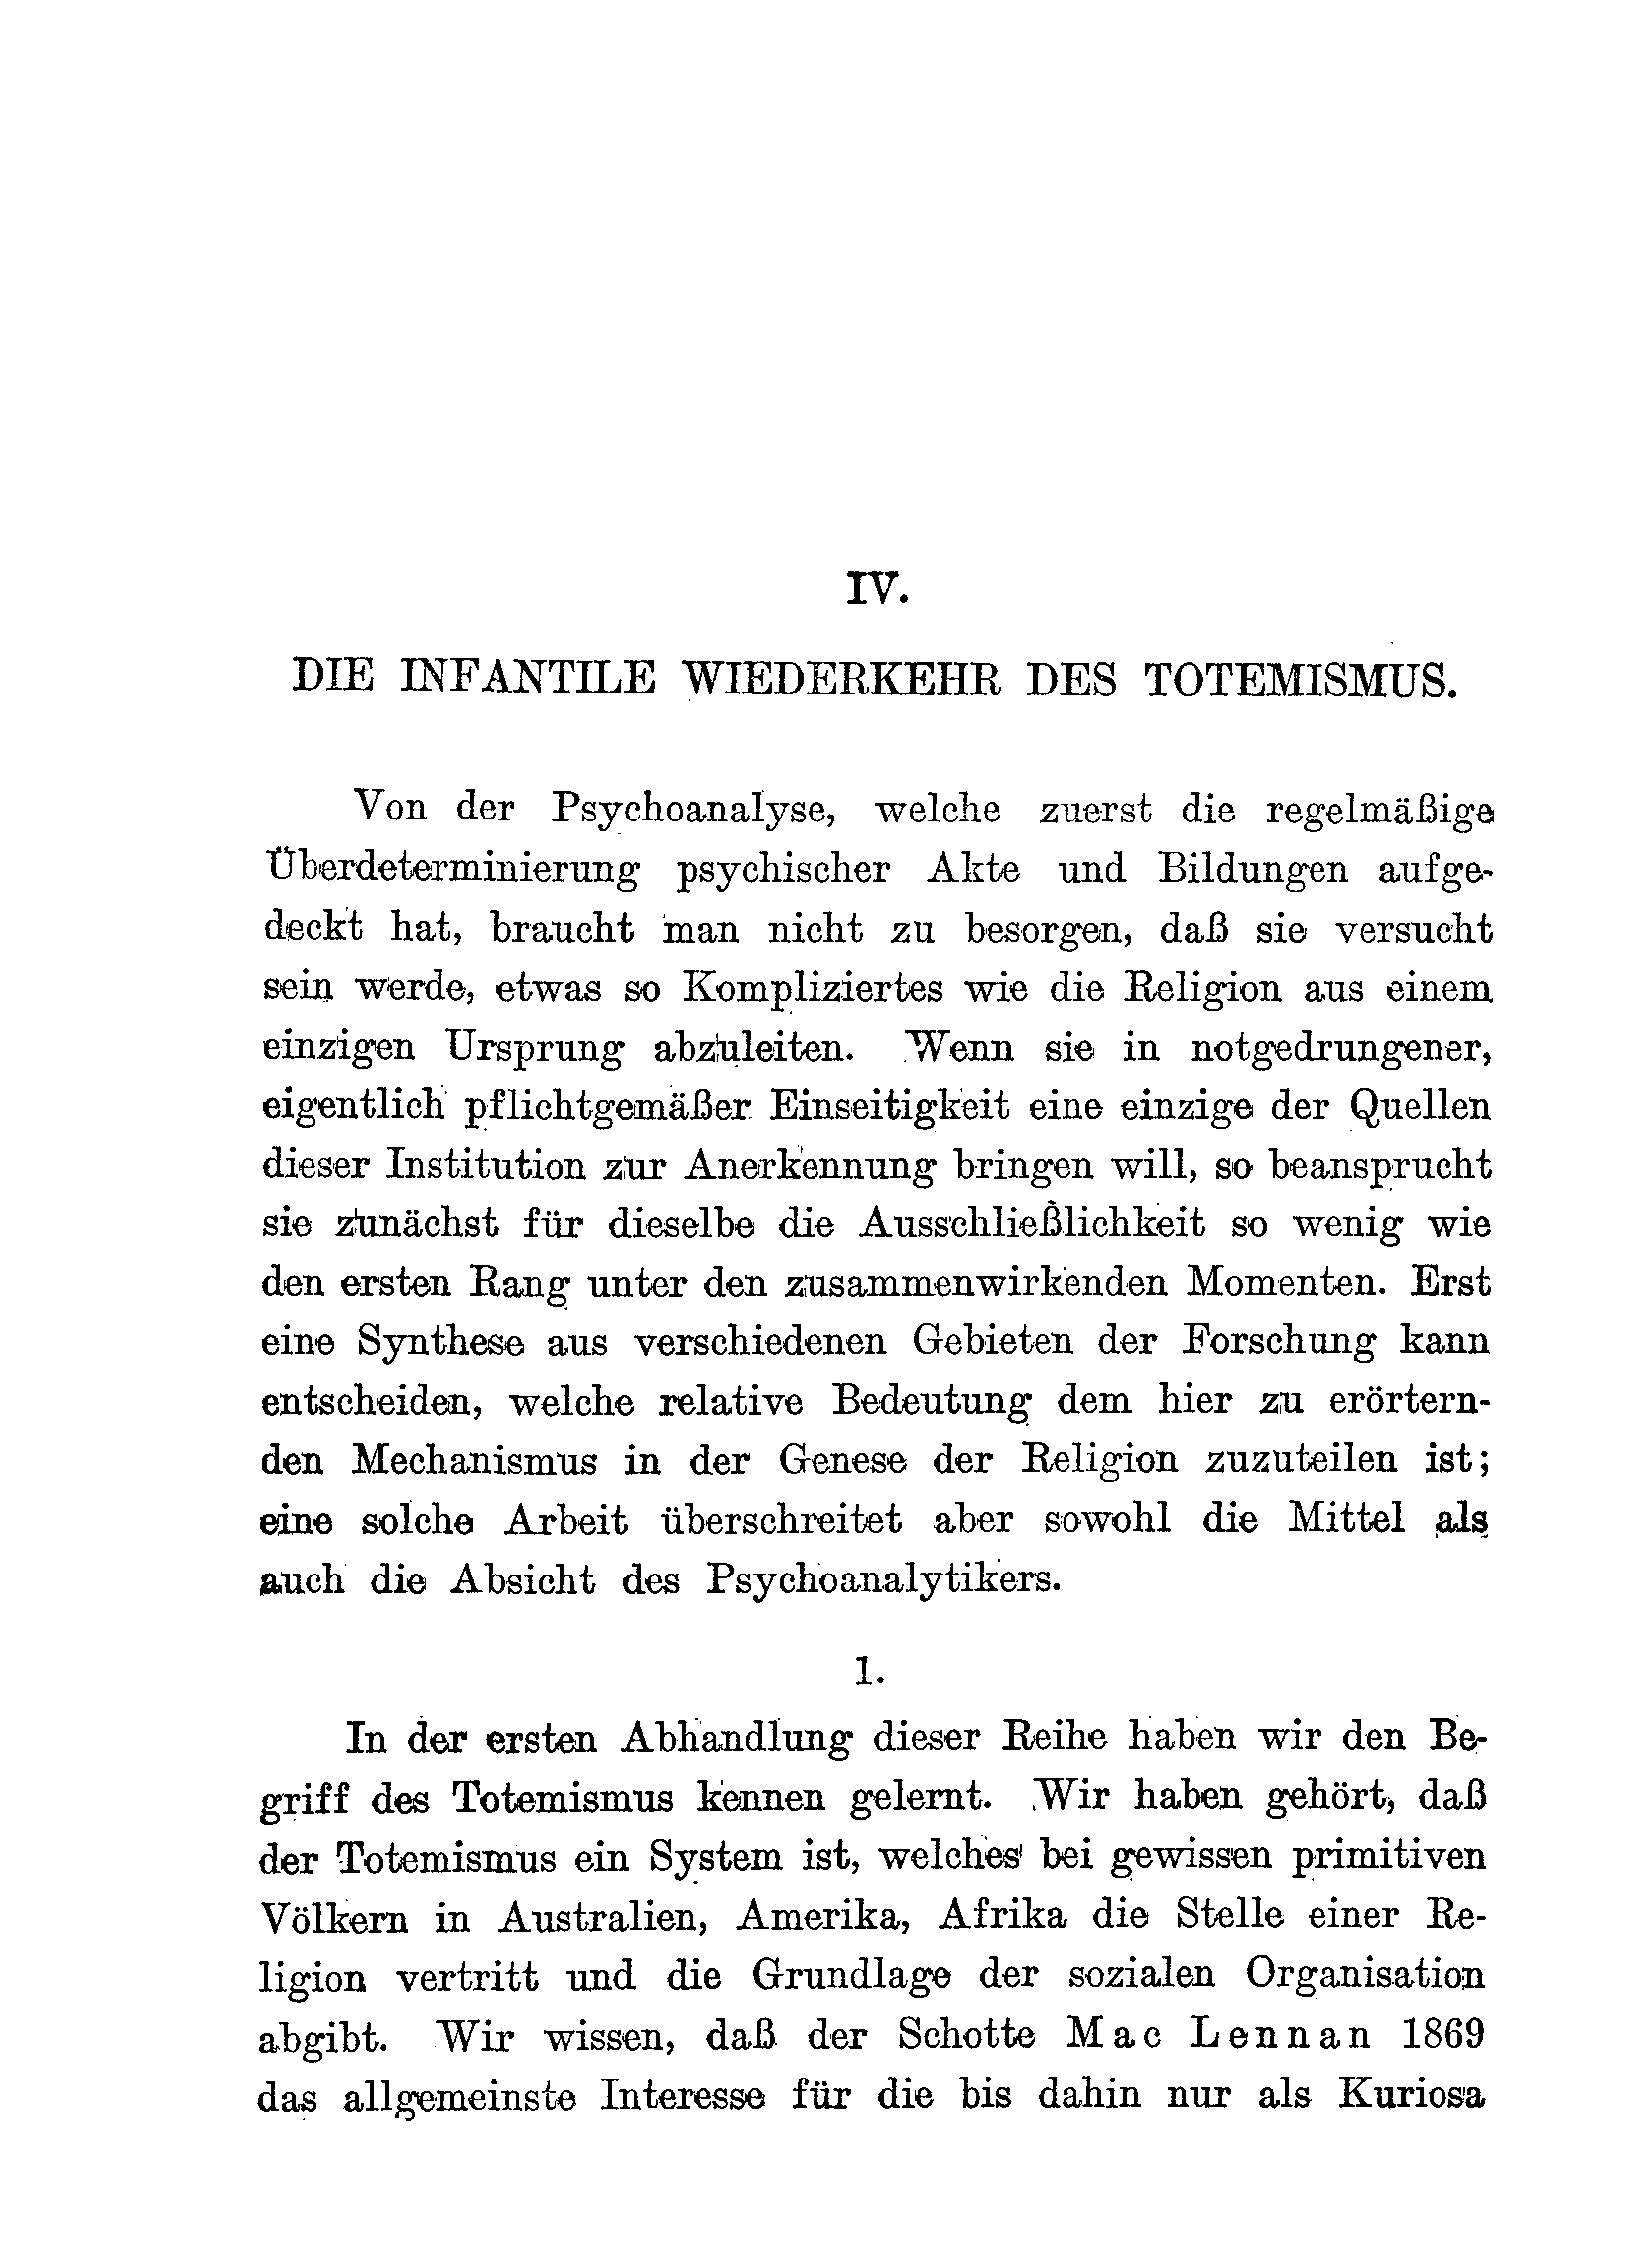 IV.
DIE INFANTILE WIEDERKEHR DES TOTEMISMUS.
Von der Psychoanalyse, welche zuerst die regelmäßige
Überdeterminierung psychischer Akte und Bildungen aufge-
deckt hat, braucht man nicht zu besorgen, daß sie versucht
sein werde, etwas so Kompliziertes wie die Religion aus einem
einzigen Ursprung abzuleiten. Wenn sie in notgedrungener,
eigentlich pflichtgemäßer Einseitigkeit eine einzige der Quellen
dieser Institution zur Anerkennung bringen will, so beansprucht
sie zunächst für dieselbe die Ausschließlichkeit so wenig wie
den ersten Rang unter den zusammenwirkenden Momenten. Erst
eine Synthese aus verschiedenen Gebieten der Forschung kann
entscheiden, welche relative Bedeutung dem hier zu erörtern-
den Mechanismus in der Genese der Religion zuzuteilen ist;
eine solche Arbeit überschreitet aber sowohl die Mittel als
auch die Absicht des Psychoanalytikers.
1.
In der ersten Abhandlung dieser Reihe haben wir den Be-
griff des Totemismus kennen gelernt. Wir haben gehört, daß
der Totemismus ein System ist, welches bei gewissen primitiven
Völkern in Australien, Amerika, Afrika die Stelle einer Re-
ligion vertritt und die Grundlage der sozialen Organisation
abgibt. Wir wissen, daß der Schotte Mac Lennan 1869
das allgemeinste Interesse für die bis dahin nur als Kuriosa